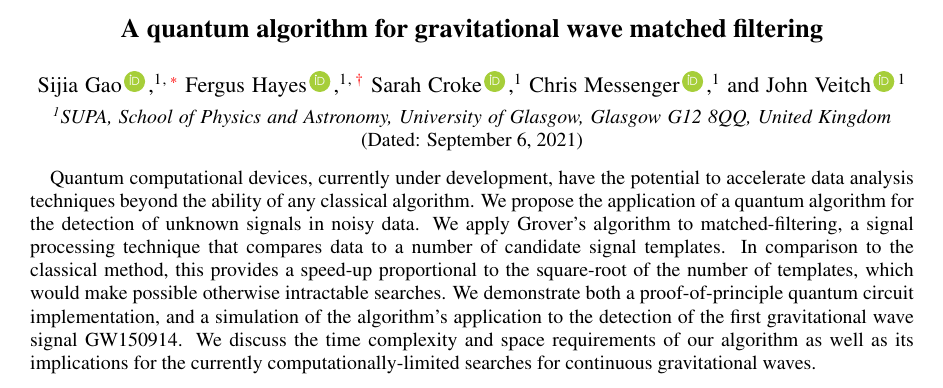 A quantum algorithm for gravitational wave matched filtering
Sijia Gao iD ,1, * Fergus Hayes iD ,1, † Sarah Croke iD ,1 Chris Messenger iD ,1 and John Veitch iD 1
1SUPA, School of Physics and Astronomy, University of Glasgow, Glasgow G12 8QQ, United Kingdom
(Dated: September 6, 2021)
Quantum computational devices, currently under development, have the potential to accelerate data analysis
techniques beyond the ability of any classical algorithm. We propose the application of a quantum algorithm for
the detection of unknown signals in noisy data. We apply Grover's algorithm to matched-filtering, a signal
processing technique that compares data to a number of candidate signal templates. In comparison to the
classical method, this provides a speed-up proportional to the square-root of the number of templates, which
would make possible otherwise intractable searches. We demonstrate both a proof-of-principle quantum circuit
implementation, and a simulation of the algorithm's application to the detection of the first gravitational wave
signal GW150914. We discuss the time complexity and space requirements of our algorithm as well as its
implications for the currently computationally-limited searches for continuous gravitational waves.